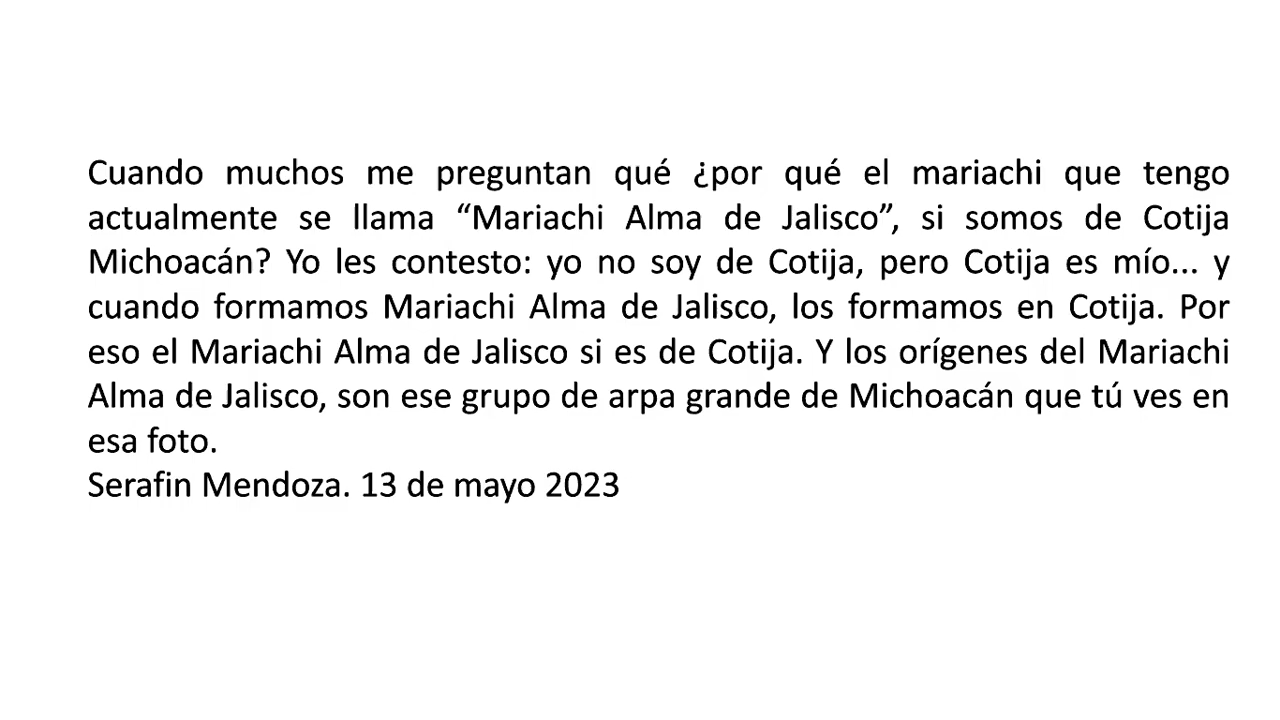 Cuando muchos me preguntan qué ¿por qué el mariachi que tengo
actualmente se llama “Mariachi Alma de Jalisco”, si somos de Cotija
Michoacán? Yo les contesto: yo no soy de Cotija, pero Cotija es mío... y
cuando formamos Mariachi Alma de Jalisco, los formamos en Cotija. Por
eso el Mariachi Alma de Jalisco si es de Cotija. Y los orígenes del Mariachi
Alma de Jalisco, son ese grupo de arpa grande de Michoacán que tú ves en
esa foto.
Serafin Mendoza. 13 de mayo 2023